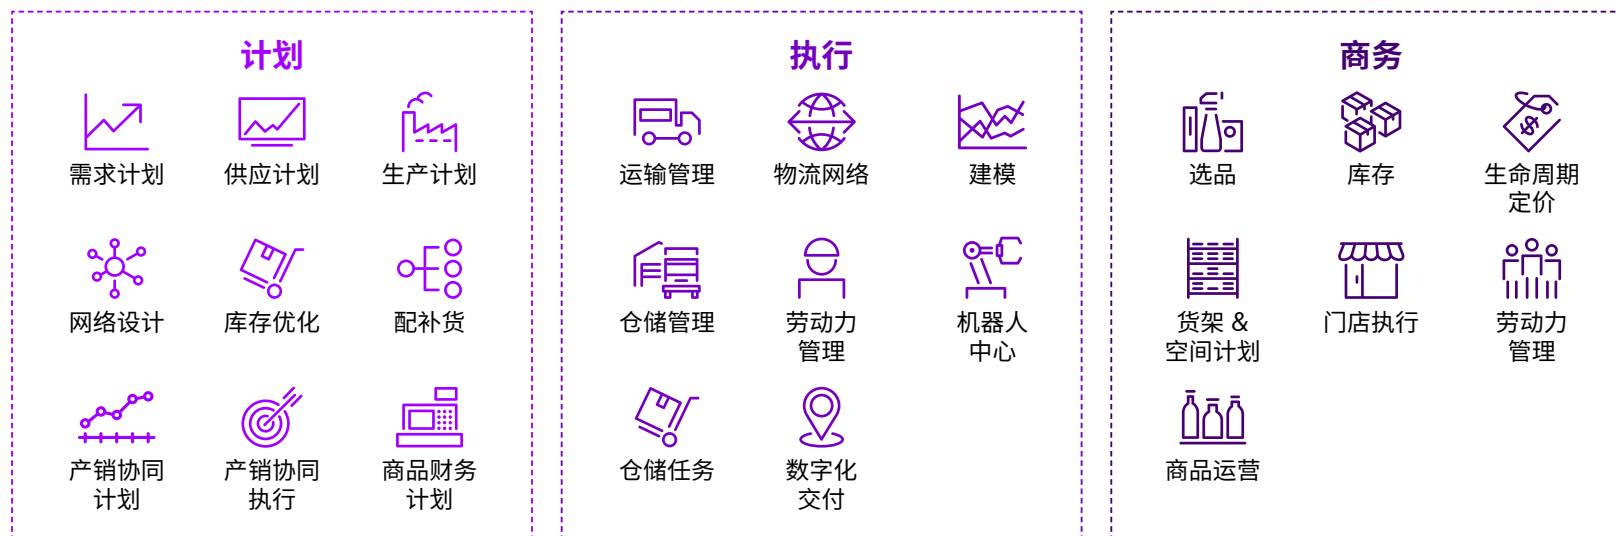 计划
需求计划
供应计划
生产计划
网络设计
库存优化
配补货
产销协同
计划
产销协同
执行
商品财务
计划
执行
运输管理
物流网络
建模
仓储管理
劳动力
管理
机器人
中心
仓储任务
数字化
交付
商务
选品
库存
生命周期
定价
货架 &
空间计划
门店执行
劳动力
管理
商品运营